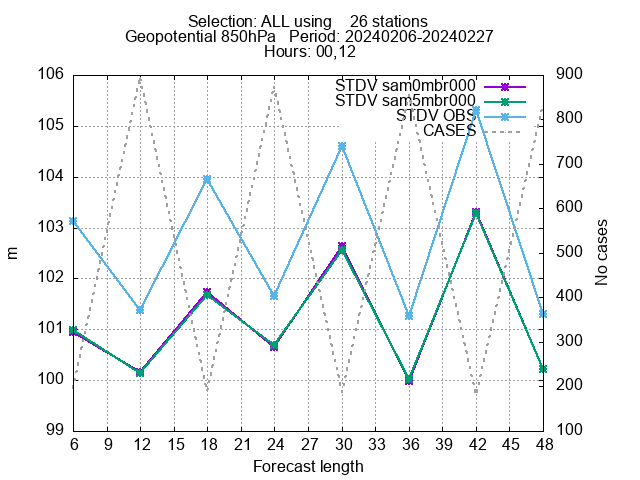 Selection: ALL using    26 stations
Geopotential 850hPa   Period: 20240206-20240227
Hours: 00,12
STDV sam0mbr000
STDV sam5mbr000
STDV OBS
CASES
106
105
104
103
102
101
100
99
m
900
800
700
600
500
400
300
200
100
No cases
6 9 12 15 18 21 24 27 30 33 36 39 42 45 48
Forecast length